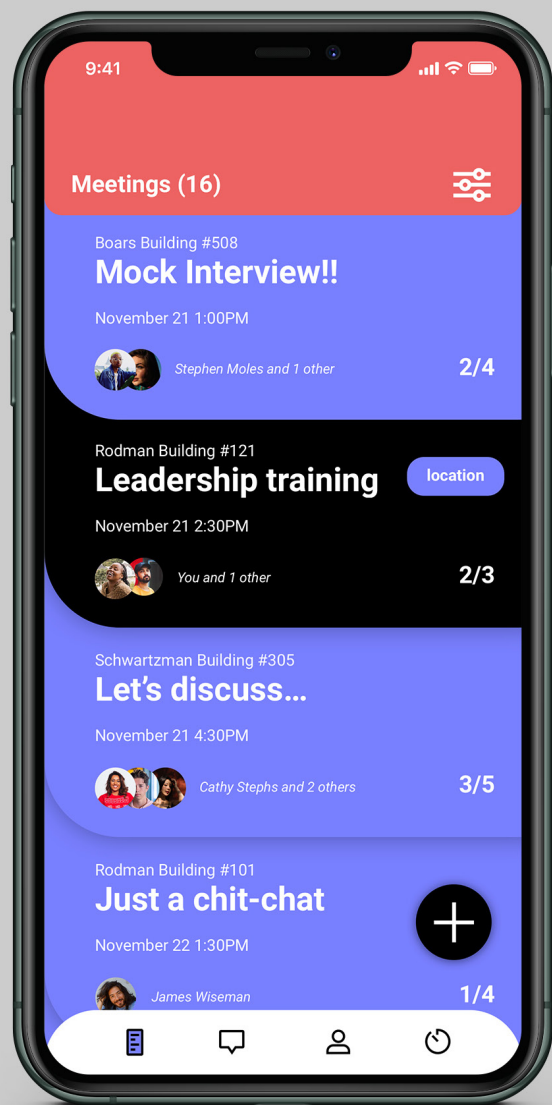 9:41
Meetings (16)
Boars Building #508
Mock Interview!!
November 21 1:00PM
Stephen Moles and 1 other
2/4
Rodman Building #121
Leadership training
location
November 21 2:30PM
You and 1 other
2/3
Schwartzman Building #305
Let's discuss…
November 21 4:30PM
Cathy Stephs and 2 others
3/5
Rodman Building #101
Just a chit-chat
November 22 1:30PM
James Wiseman
1/4